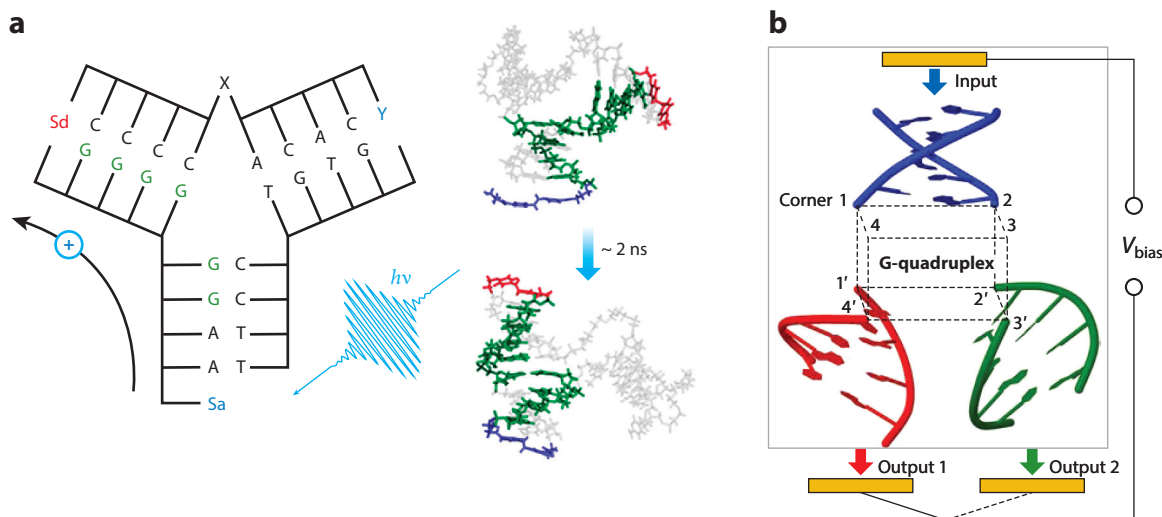 a
X
Sd
C
C
C
C
G
G
G
G
A
C
A
C
Y
T
G
T
G
G C
G C
A T
A T
Sa
+
hν
~ 2 ns
b
Input
Corner 1
2
4
3
G-quadruplex
1′
2′
4′
3′
Vbias
Output 1
Output 2